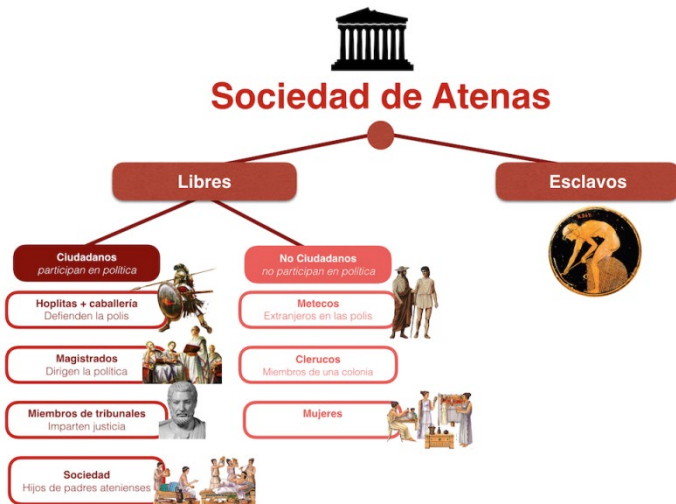 Sociedad de Atenas
Libres
Esclavos
Ciudadanos
participan en política
No Ciudadanos
no participan en política
Hoplitas + caballería
Defienden la polis
Metecos
Extranjeros en las polis
Magistrados
Dirigen la política
Clerucos
Miembros de una colonia
Miembros de tribunales
Imparten justicia
Mujeres
Sociedad
Hijos de padres atenienses